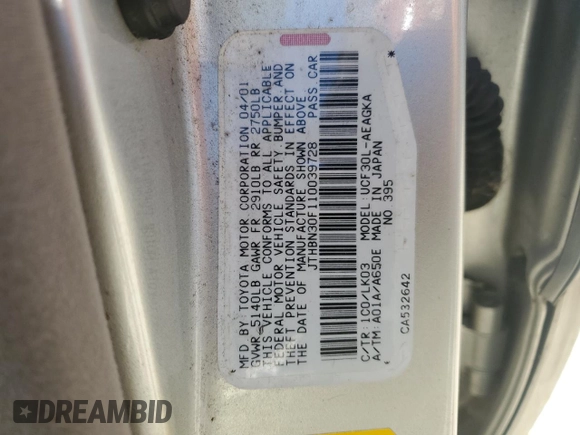 MFD BY: TOYOTA MOTOR CORPORATION 04/01
GVWR 5140LB GAWR FR 2910LB RR 2750LB
THIS VEHICLE CONFORMS TO ALL APPLICABLE
FEDERAL MOTOR VEHICLE SAFETY, BUMPER, AND
THEFT PREVENTION STANDARDS IN EFFECT ON
THE DATE OF MANUFACTURE SHOWN ABOVE.
JTHBN30F110039728 PASS CAR
*
C/TR:1C0/LK03 MODEL:UCF30L-AEAGKA
A/TM:A01A/A650E MADE IN JAPAN
NO 395
CA532642
DREAMBID